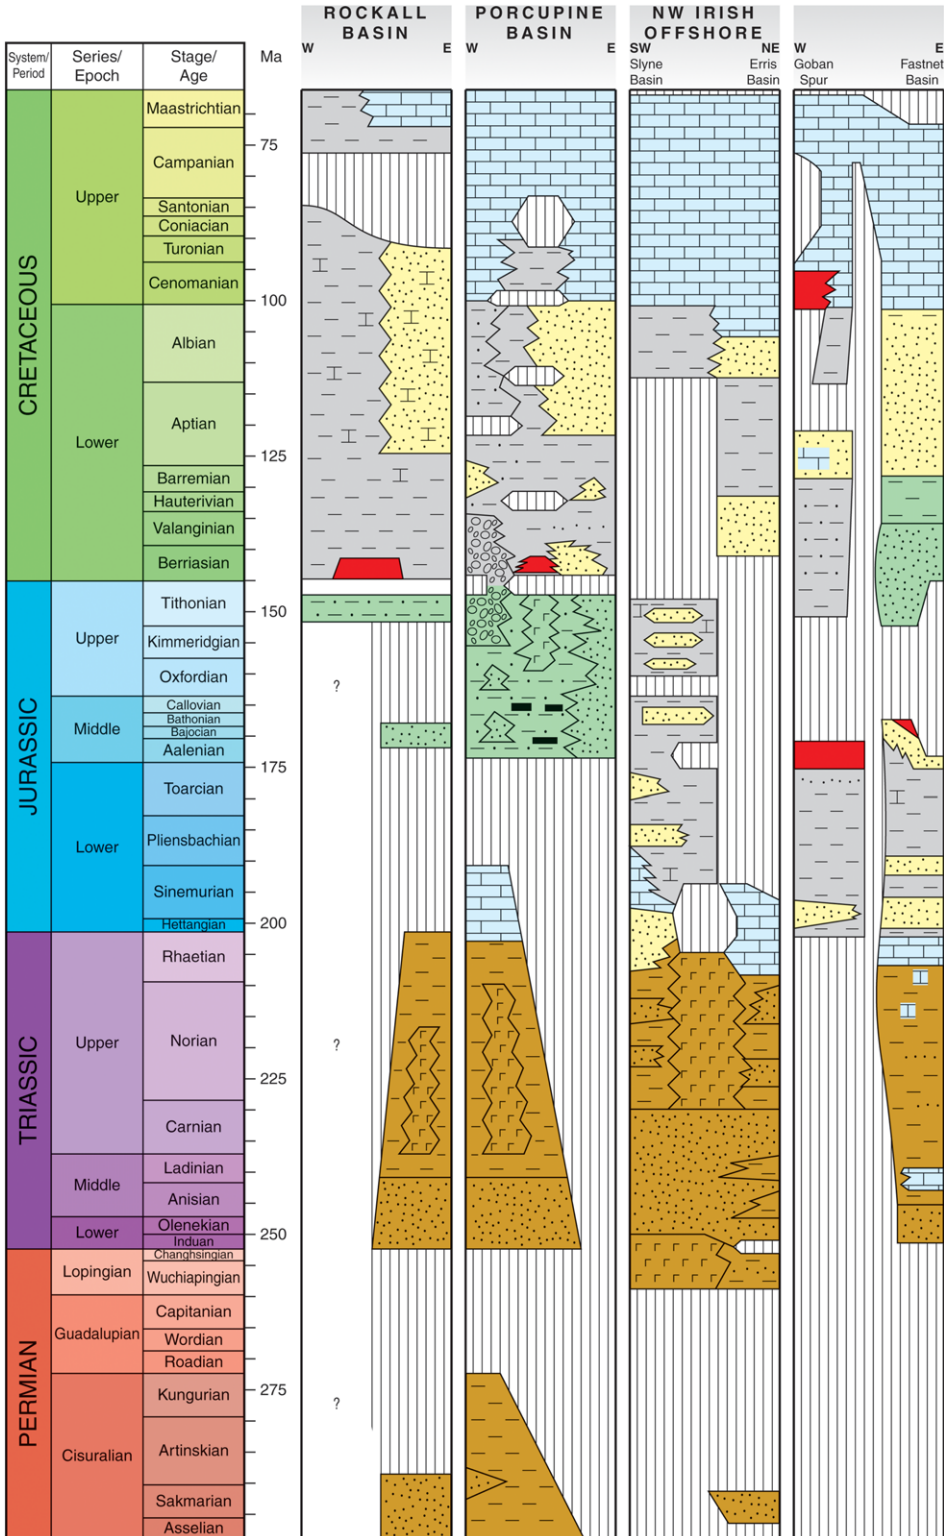 ROCKALL
BASIN
W
E
PORCUPINE
BASIN
W
E
NW IRISH
OFFSHORE
SW
NE
Slyne
Basin
Erris
Basin
W
E
Goban
Spur
Fastnet
Basin
System/
Period
Series/
Epoch
Stage/
Age
Ma
CRETACEOUS
Upper
Maastrichtian
Campanian
Santonian
Coniacian
Turonian
Cenomanian
Lower
Albian
Aptian
Barremian
Hauterivian
Valanginian
Berriasian
JURASSIC
Upper
Tithonian
Kimmeridgian
Oxfordian
Middle
Callovian
Bathonian
Bajocian
Aalenian
Lower
Toarcian
Pliensbachian
Sinemurian
Hettangian
TRIASSIC
Upper
Rhaetian
Norian
Carnian
Middle
Ladinian
Anisian
Lower
Olenekian
Induan
PERMIAN
Lopingian
Changhsingian
Wuchiapingian
Guadalupian
Capitanian
Wordian
Roadian
Cisuralian
Kungurian
Artinskian
Sakmarian
Asselian
75
100
125
150
175
200
225
250
275
?
?
?